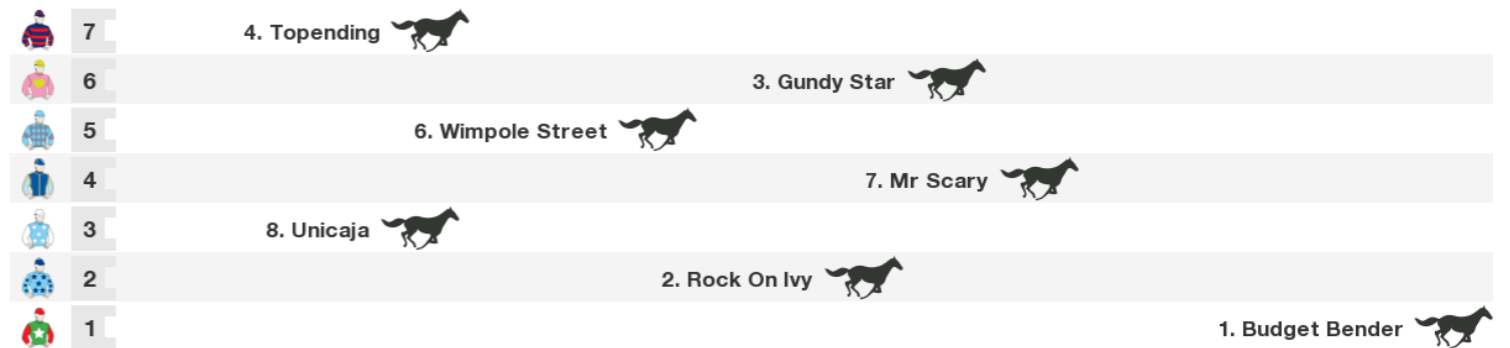 7 4. Topending
6 3. Gundy Star
5 6. Wimpole Street
4 7. Mr Scary
3 8. Unicaja
2 2. Rock On Ivy
1 1. Budget Bender